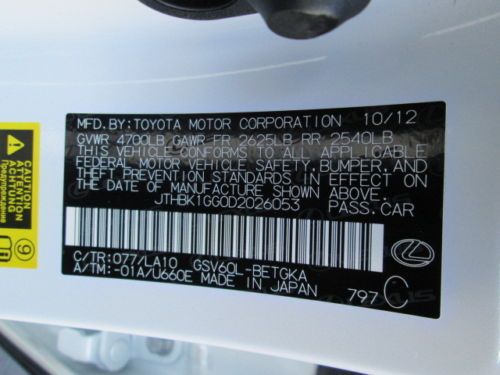 MFD. BY: TOYOTA MOTOR CORPORATION 10/12
GVWR 4700LB GAWR FR 2625LB RR 2540LB
THIS VEHICLE CONFORMS TO ALL APPLICABLE
FEDERAL MOTOR VEHICLE SAFETY, BUMPER, AND
THEFT PREVENTION STANDARDS IN EFFECT ON
THE DATE OF MANUFACTURE SHOWN ABOVE.
JTHBK1GG0D2026053 PASS.CAR
C/TR: 077/LA10 GSV60L-BETGKA
A/TM: -01A/U660E MADE IN JAPAN 797 C
ATTENTION
9